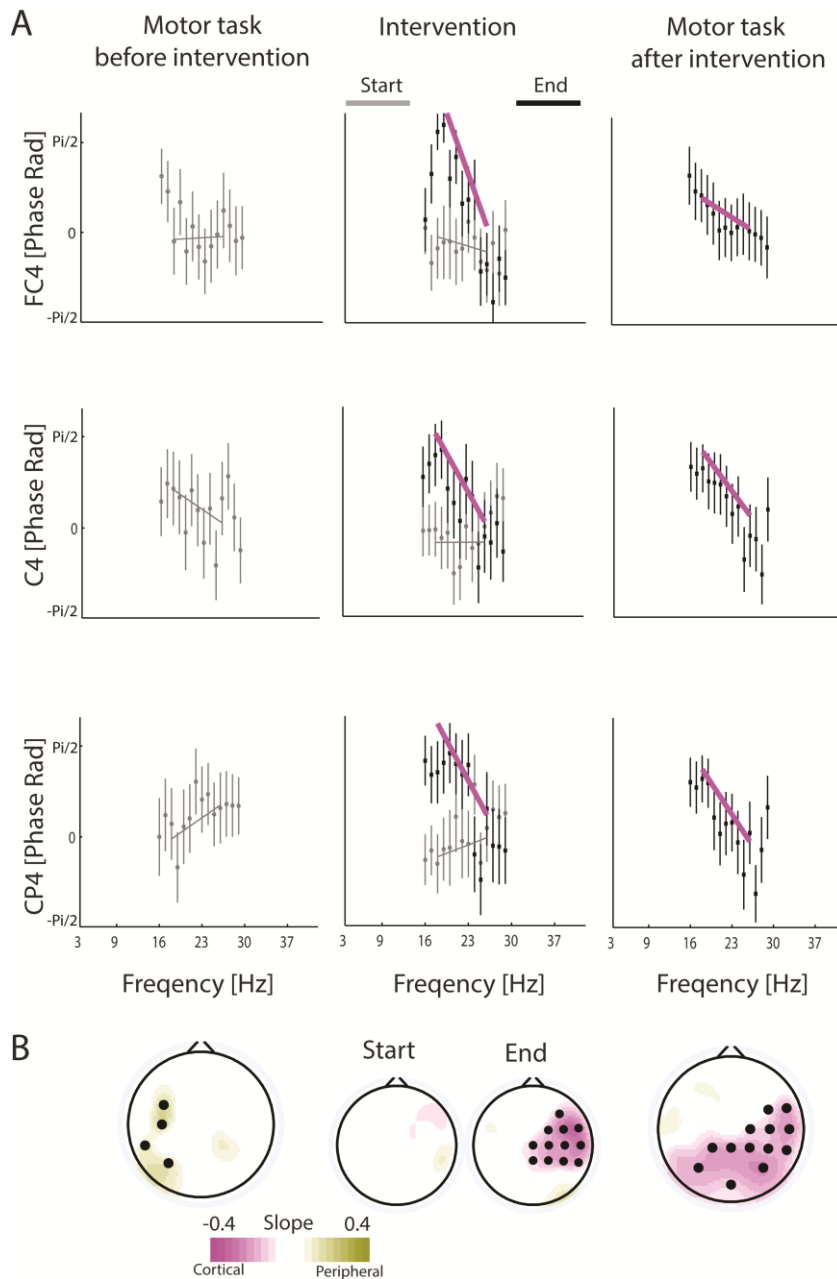 A
Motor task
before intervention
Intervention
Motor task
after intervention
Start
End
FC4 [Phase Rad]
Pi/2
0
-Pi/2
C4 [Phase Rad]
Pi/2
0
-Pi/2
CP4 [Phase Rad]
Pi/2
0
-Pi/2
3 9 16 23 30 37
3 9 16 23 30 37
3 9 16 23 30 37
Freqency [Hz]
Freqency [Hz]
Freqency [Hz]
B
Start
End
-0.4 Slope 0.4
Cortical
Peripheral